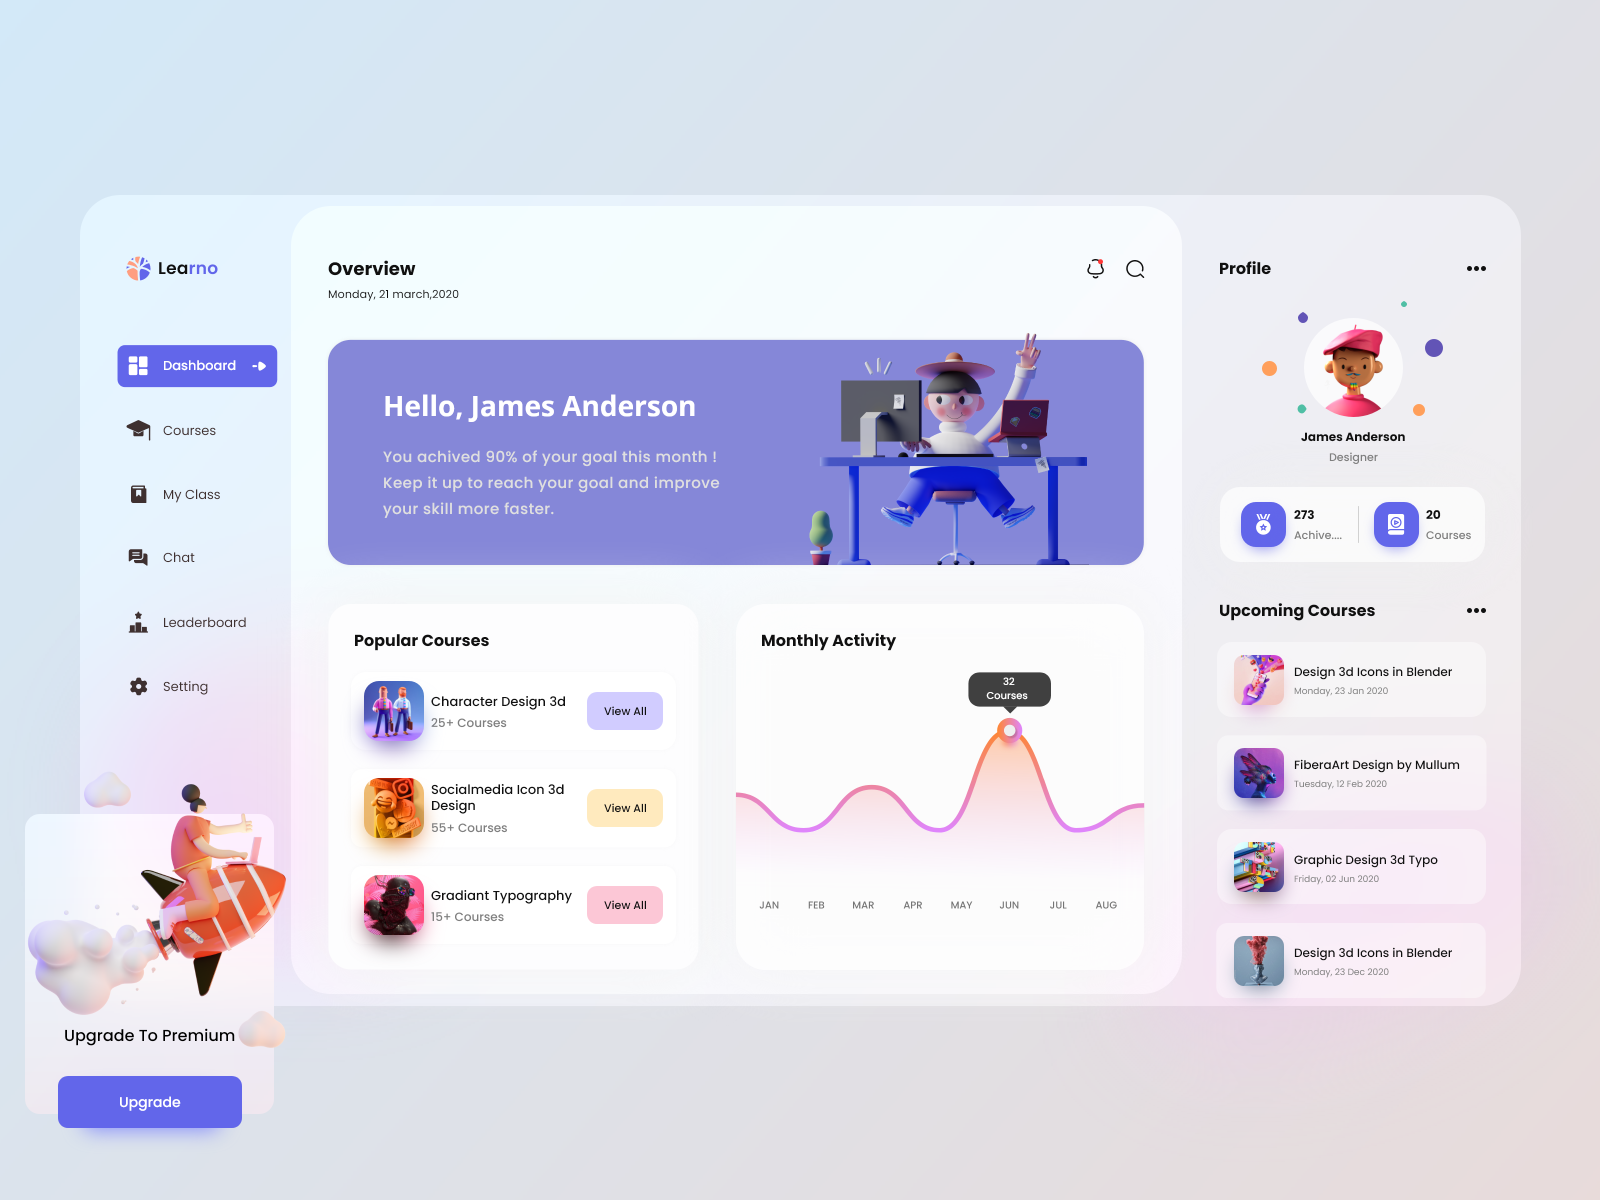 Learno
Dashboard
Courses
My Class
Chat
Leaderboard
Setting
Upgrade To Premium
Upgrade
Overview
Monday, 21 march,2020
Hello, James Anderson
You achived 90% of your goal this month !
Keep it up to reach your goal and improve
your skill more faster.
Popular Courses
Character Design 3d
25+ Courses
View All
Socialmedia Icon 3d
Design
55+ Courses
View All
Gradiant Typography
15+ Courses
View All
Monthly Activity
32
Courses
JAN FEB MAR APR MAY JUN JUL AUG
Profile
James Anderson
Designer
273
Achive....
20
Courses
Upcoming Courses
Design 3d Icons in Blender
Monday, 23 Jan 2020
FiberaArt Design by Mullum
Tuesday, 12 Feb 2020
Graphic Design 3d Typo
Friday, 02 Jun 2020
Design 3d Icons in Blender
Monday, 23 Dec 2020